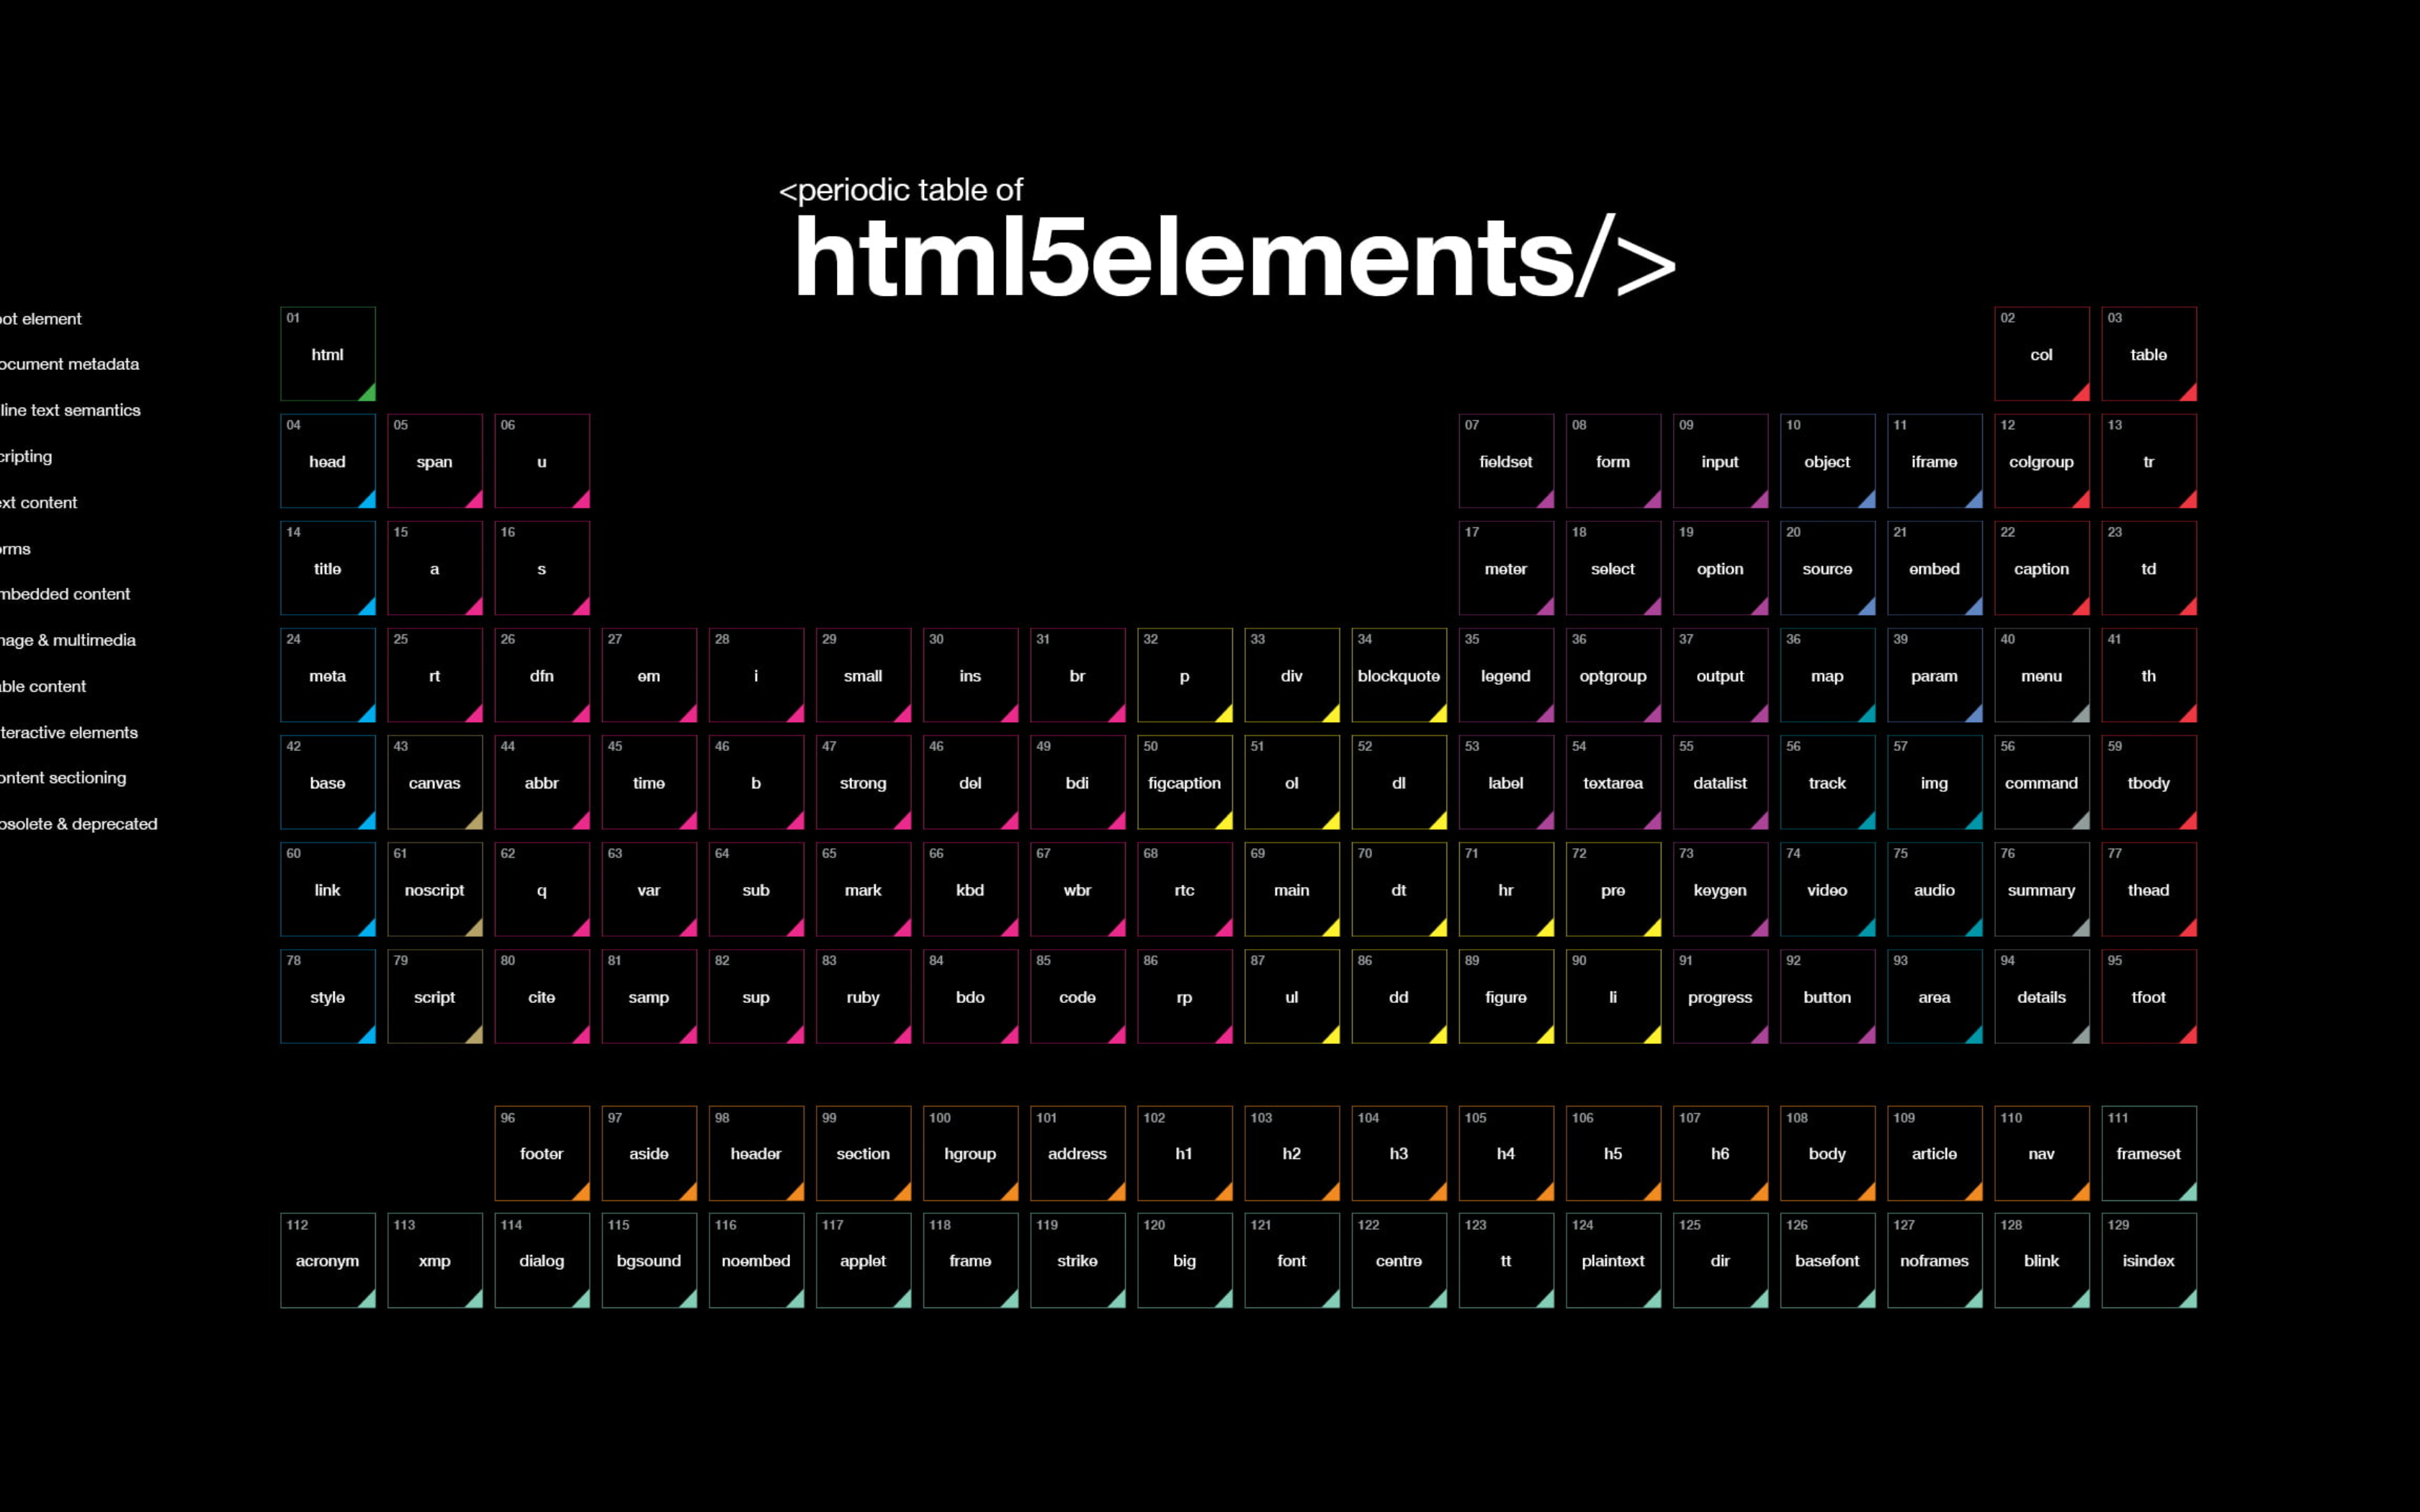 <periodic table of
html5elements/>
oot element
ocument metadata
line text semantics
cripting
ext content
orms
mbedded content
nage & multimedia
able content
teractive elements
ontent sectioning
osolete & deprecated
01 html 02 col 03 table
04 head 05 span 06 u 07 fieldset 08 form 09 input 10 object 11 iframe 12 colgroup 13 tr
14 title 15 a 16 s 17 meter 18 select 19 option 20 source 21 embed 22 caption 23 td
24 meta 25 rt 26 dfn 27 em 28 i 29 small 30 ins 31 br 32 p 33 div 34 blockquote 35 legend 36 optgroup 37 output 36 map 39 param 40 menu 41 th
42 base 43 canvas 44 abbr 45 time 46 b 47 strong 46 del 49 bdi 50 figcaption 51 ol 52 dl 53 label 54 textarea 55 datalist 56 track 57 img 56 command 59 tbody
60 link 61 noscript 62 q 63 var 64 sub 65 mark 66 kbd 67 wbr 68 rtc 69 main 70 dt 71 hr 72 pre 73 keygen 74 video 75 audio 76 summary 77 thead
78 style 79 script 80 cite 81 samp 82 sup 83 ruby 84 bdo 85 code 86 rp 87 ul 86 dd 89 figure 90 li 91 progress 92 button 93 area 94 details 95 tfoot
96 footer 97 aside 98 header 99 section 100 hgroup 101 address 102 h1 103 h2 104 h3 105 h4 106 h5 107 h6 108 body 109 article 110 nav 111 frameset
112 acronym 113 xmp 114 dialog 115 bgsound 116 noembed 117 applet 118 frame 119 strike 120 big 121 font 122 centre 123 tt 124 plaintext 125 dir 126 basefont 127 noframes 128 blink 129 isindex